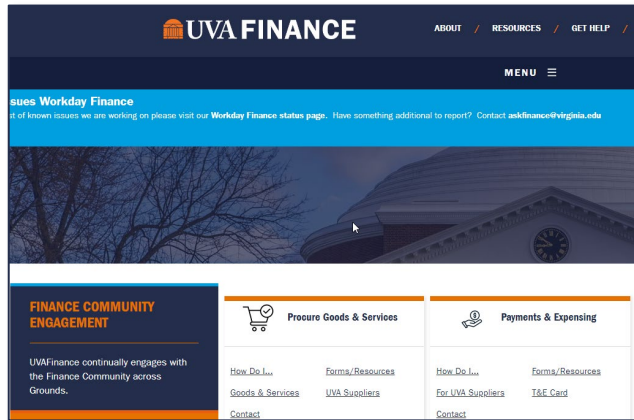 UVA FINANCE
ABOUT / RESOURCES / GET HELP /
MENU
ssues Workday Finance
st of known issues we are working on please visit our Workday Finance status page. Have something additional to report? Contact askfinance@virginia.edu
FINANCE COMMUNITY
ENGAGEMENT
UVAFinance continually engages with
the Finance Community across
Grounds.
Procure Goods & Services
How Do I... Forms/Resources
Goods & Services UVA Suppliers
Contact
Payments & Expensing
How Do I... Forms/Resources
For UVA Suppliers T&E Card
Contact